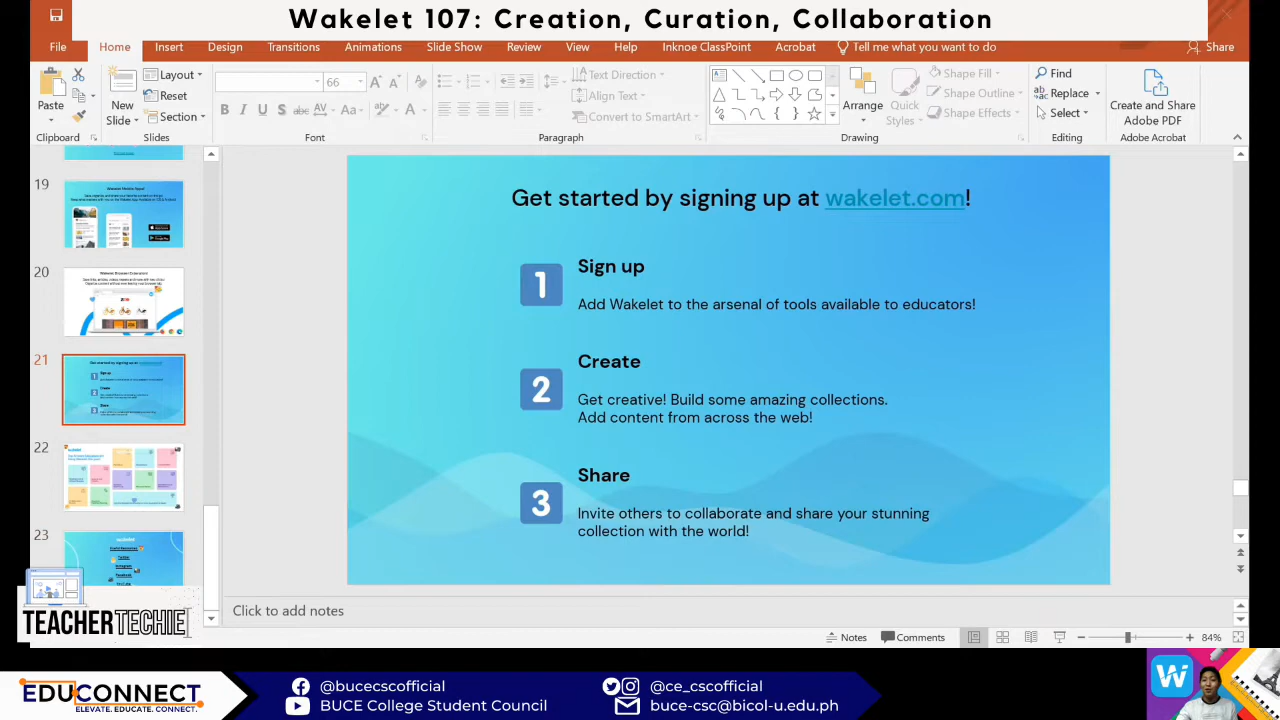 Wakelet 107: Creation, Curation, Collaboration
File Home Insert Design Transitions Animations Slide Show Review View Help Inknoe ClassPoint Acrobat Tell me what you want to do Share
Paste
Clipboard
New Slide
Layout
Reset
Section
Slides
66
Font
Text Direction
Align Text
Convert to SmartArt
Paragraph
Arrange
Quick Styles
Shape Fill
Shape Outline
Shape Effects
Drawing
Find
Replace
Select
Editing
Create and Share Adobe PDF
Adobe Acrobat
19
20
21
22
23
Get started by signing up at wakelet.com!
1
Sign up
Add Wakelet to the arsenal of tools available to educators!
2
Create
Get creative! Build some amazing collections.
Add content from across the web!
3
Share
Invite others to collaborate and share your stunning
collection with the world!
Click to add notes
Notes Comments 84%
TEACHERTECHIE
EDUCONNECT
ELEVATE. EDUCATE. CONNECT.
@bucecscofficial
BUCE College Student Council
@ce_cscofficial
buce-csc@bicol-u.edu.ph
W